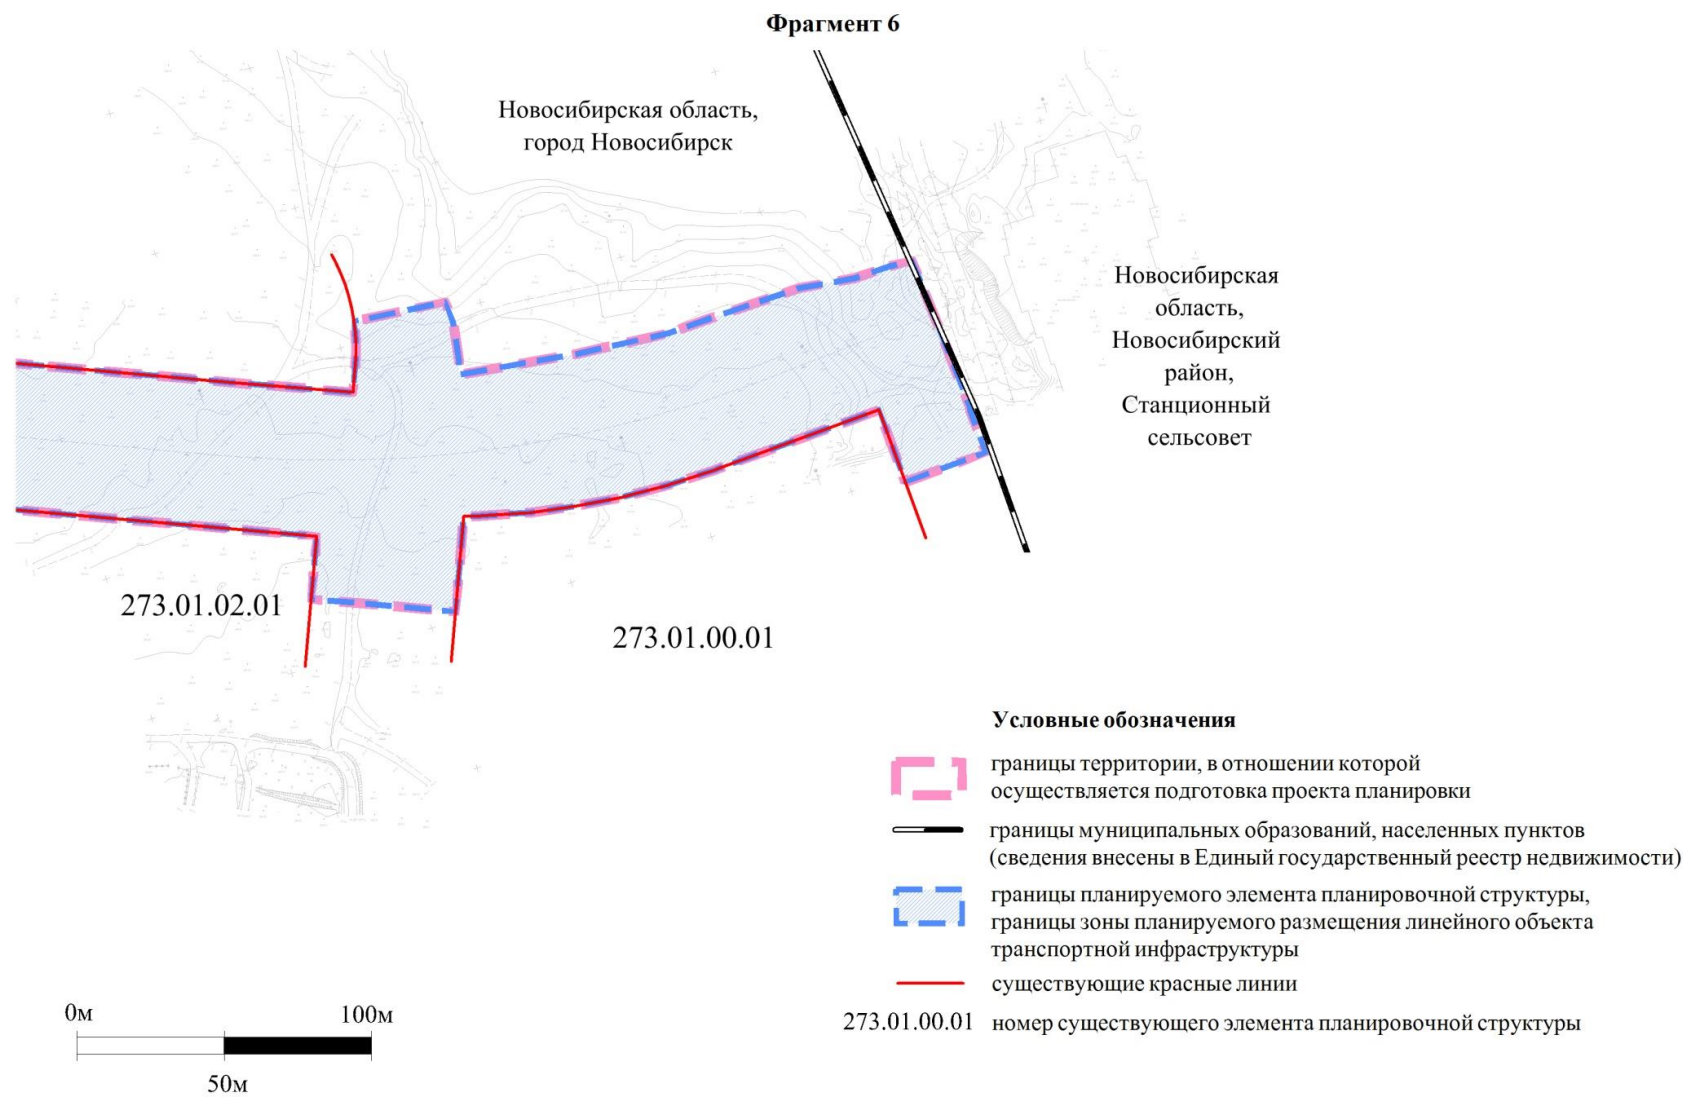 Фрагмент 6
Новосибирская область,
город Новосибирск
Новосибирская
область,
Новосибирский
район,
Станционный
сельсовет
273.01.02.01
273.01.00.01
Условные обозначения
границы территории, в отношении которой
осуществляется подготовка проекта планировки
границы муниципальных образований, населенных пунктов
(сведения внесены в Единый государственный реестр недвижимости)
границы планируемого элемента планировочной структуры,
границы зоны планируемого размещения линейного объекта
транспортной инфраструктуры
существующие красные линии
273.01.00.01 номер существующего элемента планировочной структуры
0м 100м
50м